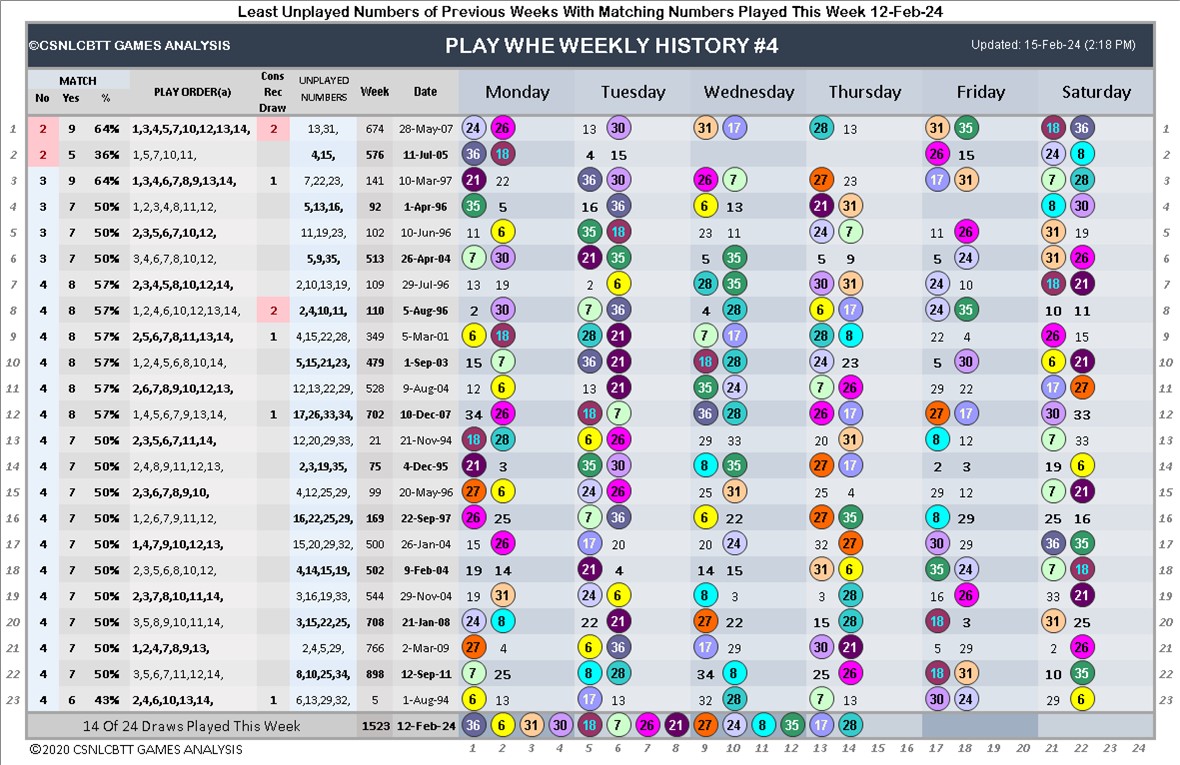 Least Unplayed Numbers of Previous Weeks With Matching Numbers Played This Week 12-Feb-24
©CSNLCBTT GAMES ANALYSIS PLAY WHE WEEKLY HISTORY #4 Updated: 15-Feb-24 (2:18 PM)
MATCH No Yes % PLAY ORDER(a) Cons Rec Draw UNPLAYED NUMBERS Week Date Monday Tuesday Wednesday Thursday Friday Saturday
1 2 9 64% 1,3,4,5,7,10,12,13,14, 2 13,31, 674 28-May-07 24 26 13 30 31 17 28 13 31 35 18 36 1
2 2 5 36% 1,5,7,10,11, 4,15, 576 11-Jul-05 36 18 4 15 26 15 24 8 2
3 3 9 64% 1,3,4,6,7,8,9,13,14, 1 7,22,23, 141 10-Mar-97 21 22 36 30 26 7 27 23 17 31 7 28 3
4 3 7 50% 1,2,3,4,8,11,12, 5,13,16, 92 1-Apr-96 35 5 16 36 6 13 21 31 8 30 4
5 3 7 50% 2,3,5,6,7,10,12, 11,19,23, 102 10-Jun-96 11 6 35 18 23 11 24 7 11 26 31 19 5
6 3 7 50% 3,4,6,7,8,10,12, 5,9,35, 513 26-Apr-04 7 30 21 35 5 35 5 9 5 24 31 26 6
7 4 8 57% 2,3,4,5,8,10,12,14, 2,10,13,19, 109 29-Jul-96 13 19 2 6 28 35 30 31 24 10 18 21 7
8 4 8 57% 1,2,4,6,10,12,13,14, 2 2,4,10,11, 110 5-Aug-96 2 30 7 36 4 28 6 17 24 35 10 11 8
9 4 8 57% 2,5,6,7,8,11,13,14, 1 4,15,22,28, 349 5-Mar-01 6 18 28 21 7 17 28 8 22 4 26 15 9
10 4 8 57% 1,2,4,5,6,8,10,14, 5,15,21,23, 479 1-Sep-03 15 7 36 21 18 28 24 23 5 30 6 21 10
11 4 8 57% 2,6,7,8,9,10,12,13, 12,13,22,29, 528 9-Aug-04 12 6 13 21 35 24 7 26 29 22 17 27 11
12 4 8 57% 1,4,5,6,7,9,13,14, 1 17,26,33,34, 702 10-Dec-07 34 26 18 7 36 28 26 17 27 17 30 33 12
13 4 7 50% 2,3,5,6,7,11,14, 12,20,29,33, 21 21-Nov-94 18 28 6 26 29 33 20 31 8 12 7 33 13
14 4 7 50% 2,4,8,9,11,12,13, 2,3,19,35, 75 4-Dec-95 21 3 35 30 8 35 27 17 2 3 19 6 14
15 4 7 50% 2,3,6,7,8,9,10, 4,12,25,29, 99 20-May-96 27 6 24 26 25 31 25 4 29 12 7 21 15
16 4 7 50% 1,2,6,7,9,11,12, 16,22,25,29, 169 22-Sep-97 26 25 7 36 6 22 27 35 8 29 25 16 16
17 4 7 50% 1,4,7,9,10,12,13, 15,20,29,32, 500 26-Jan-04 15 26 17 20 20 24 32 27 30 29 36 35 17
18 4 7 50% 2,3,5,6,8,10,12, 4,14,15,19, 502 9-Feb-04 19 14 21 4 14 15 31 6 35 24 7 18 18
19 4 7 50% 2,3,7,8,10,11,14, 3,16,19,33, 544 29-Nov-04 19 31 24 6 8 3 3 28 16 26 33 21 19
20 4 7 50% 3,5,8,9,10,11,14, 3,15,22,25, 708 21-Jan-08 24 8 22 21 27 22 15 28 18 3 31 25 20
21 4 7 50% 1,2,4,7,8,9,13, 2,4,5,29, 766 2-Mar-09 27 4 6 36 17 29 30 21 5 29 2 26 21
22 4 7 50% 3,5,6,7,11,12,14, 8,10,25,34, 898 12-Sep-11 7 25 8 28 34 8 25 26 18 31 10 35 22
23 4 6 43% 2,4,6,10,13,14, 1 6,13,29,32, 5 1-Aug-94 6 13 17 13 32 28 7 13 30 24 29 6 23
14 Of 24 Draws Played This Week 1523 12-Feb-24 36 6 31 30 18 7 26 21 27 24 8 35 17 28
©2020 CSNLCBTT GAMES ANALYSIS 1 2 3 4 5 6 7 8 9 10 11 12 13 14 15 16 17 18 19 20 21 22 23 24